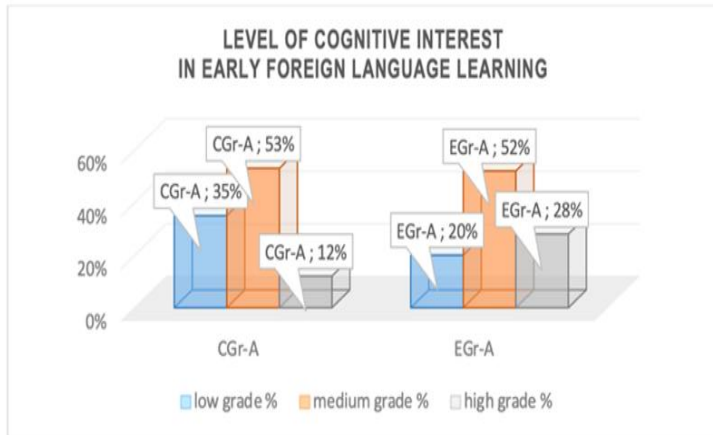 LEVEL OF COGNITIVE INTEREST
IN EARLY FOREIGN LANGUAGE LEARNING
60%
40%
20%
0%
CGr-A ; 35%
CGr-A ; 53%
CGr-A ; 12%
EGr-A ; 20%
EGr-A ; 52%
EGr-A ; 28%
CGr-A
EGr-A
low grade %
medium grade %
high grade %